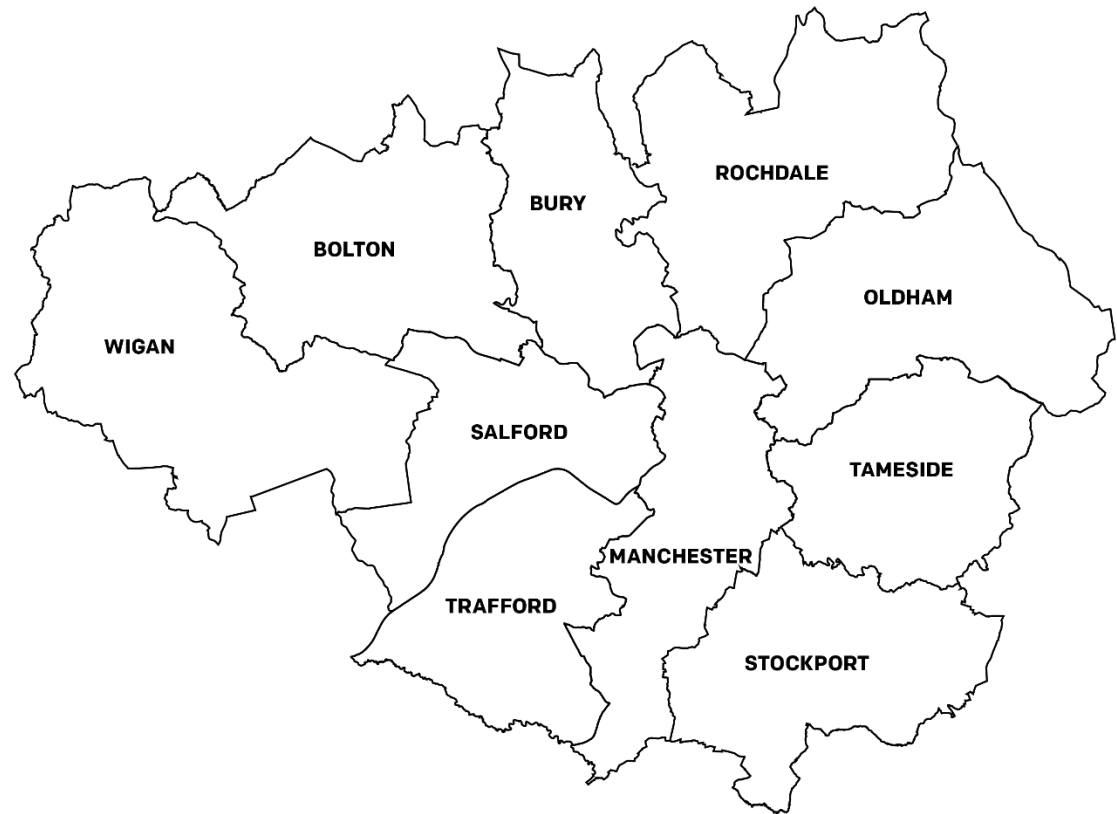 ROCHDALE
BURY
BOLTON
OLDHAM
WIGAN
SALFORD
TAMESIDE
MANCHESTER
TRAFFORD
STOCKPORT